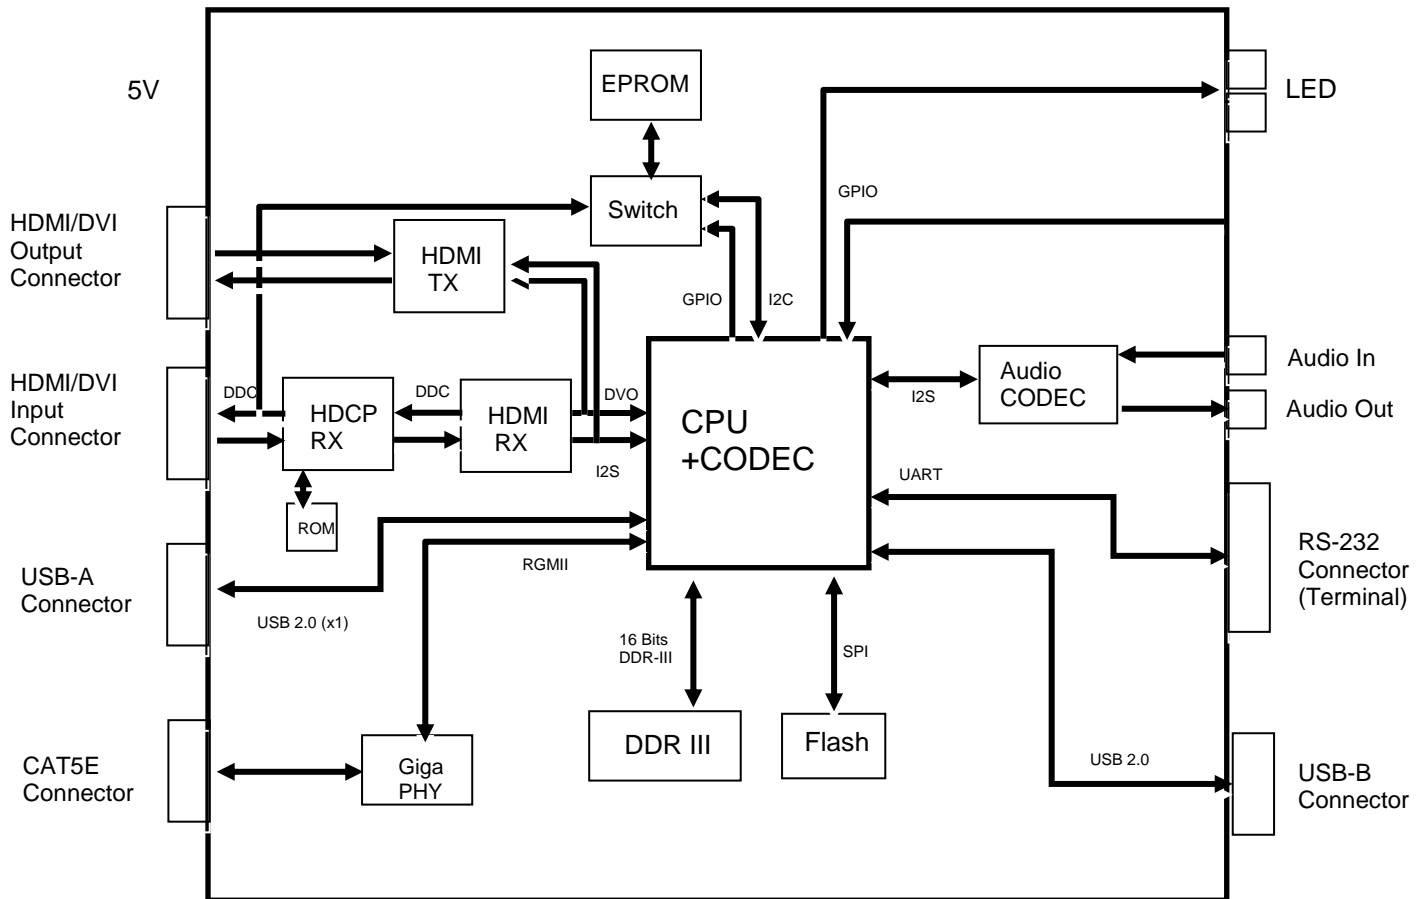 5V
EPROM
LED
HDMI/DVI
Output
Connector
Switch
GPIO
HDMI
TX
GPIO
I2C
HDMI/DVI
Input
Connector
DDC
HDCP
RX
DDC
HDMI
RX
DVO
I2S
CPU
+CODEC
I2S
Audio
CODEC
Audio In
Audio Out
ROM
UART
RGMII
USB-A
Connector
USB 2.0 (x1)
RS-232
Connector
(Terminal)
16 Bits
DDR-III
SPI
DDR III
Flash
CAT5E
Connector
Giga
PHY
USB 2.0
USB-B
Connector